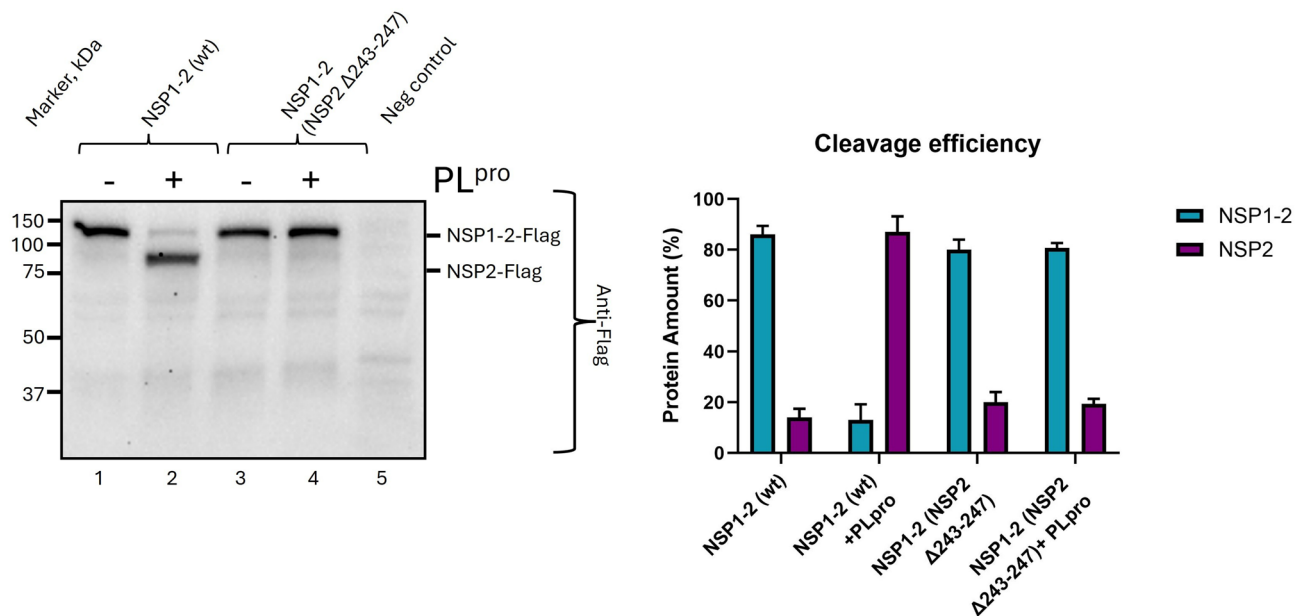 Marker, kDa
NSP1-2 (wt)
NSP1-2
(NSP2 Δ243-247)
Neg control
- + - + PLpro
150
100
75
50
37
NSP1-2-Flag
NSP2-Flag
Anti-Flag
1 2 3 4 5
Cleavage efficiency
Protein Amount (%)
100
80
60
40
20
0
NSP1-2 (wt)
NSP1-2 (wt)
+PLpro
NSP1-2 (NSP2
Δ243-247)
NSP1-2 (NSP2
Δ243-247)+ PLpro
NSP1-2
NSP2